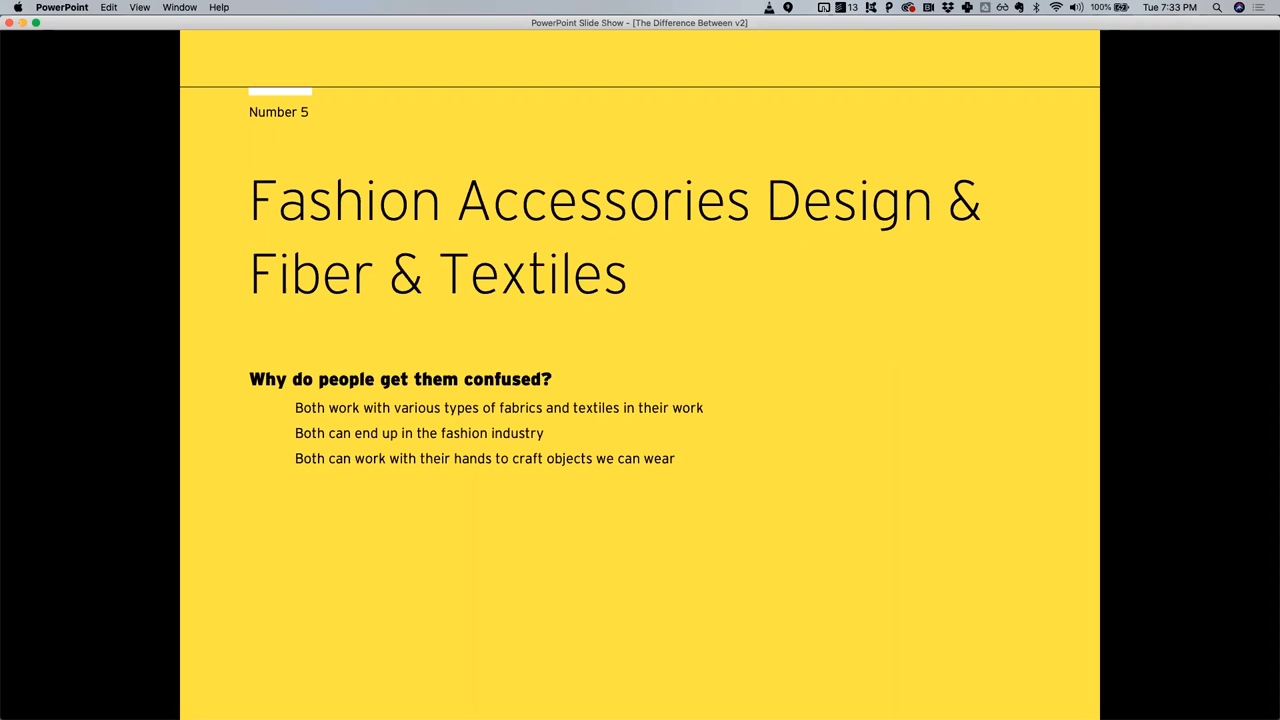 PowerPoint Edit View Window Help
13
100%
Tue 7:33 PM
PowerPoint Slide Show - [The Difference Between v2]
Number 5
Fashion Accessories Design &
Fiber & Textiles
Why do people get them confused?
Both work with various types of fabrics and textiles in their work
Both can end up in the fashion industry
Both can work with their hands to craft objects we can wear